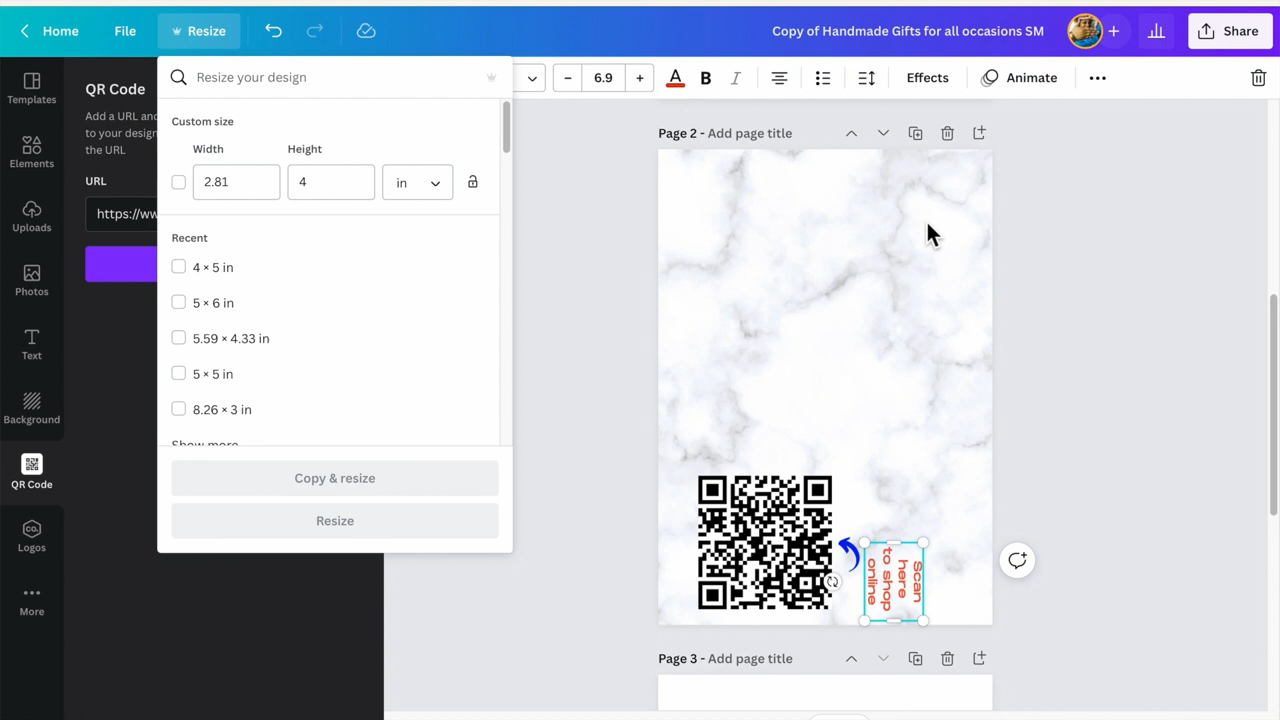 Home
File
Resize
Copy of Handmade Gifts for all occasions SM
Share
Resize your design
6.9
A
B
I
Effects
Animate
Templates
Elements
Uploads
Photos
Text
Background
QR Code
Logos
CO.
More
QR Code
Add a URL and
to your design
the URL
URL
https://ww
Custom size
Width
Height
2.81
4
in
Recent
4 × 5 in
5 × 6 in
5.59 × 4.33 in
5 × 5 in
8.26 × 3 in
Show more
Copy & resize
Resize
Page 2 - Add page title
Scan
here
to shop
online
Page 3 - Add page title